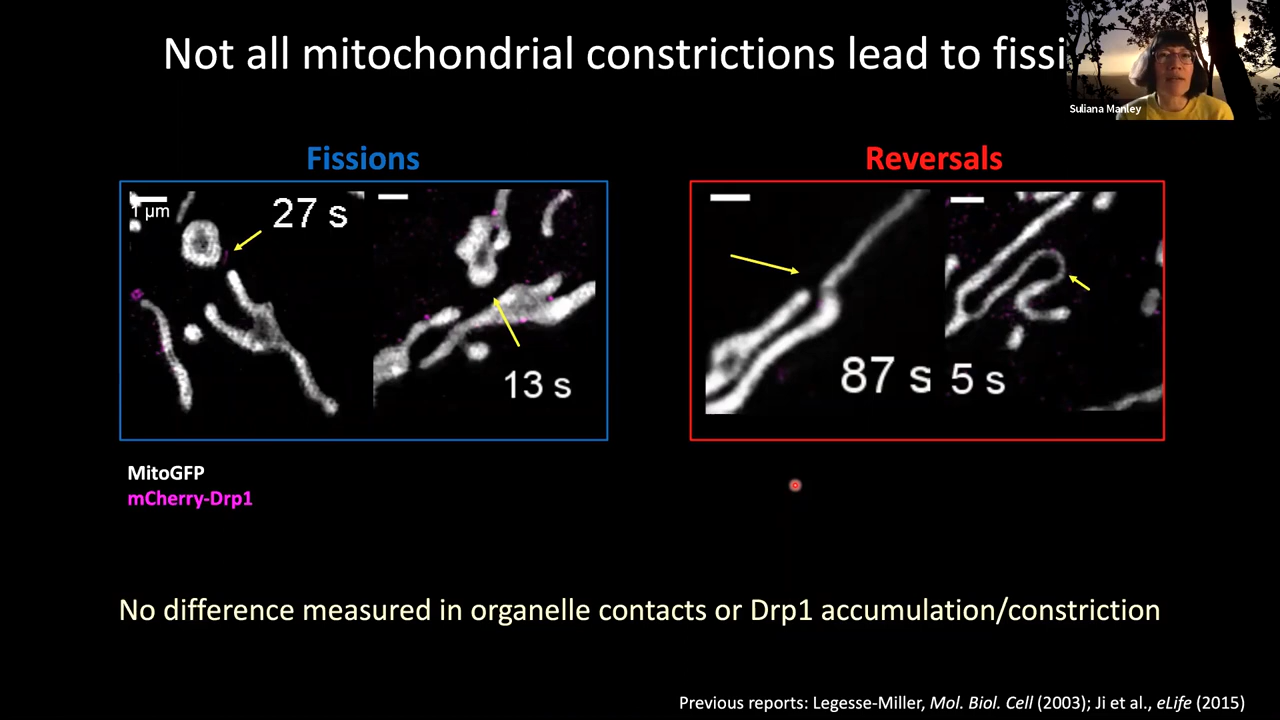 Not all mitochondrial constrictions lead to fissi
Suliana Manley
Fissions
Reversals
1 μm
27 s
13 s
87 s
5 s
MitoGFP
mCherry-Drp1
No difference measured in organelle contacts or Drp1 accumulation/constriction
Previous reports: Legesse-Miller, Mol. Biol. Cell (2003); Ji et al., eLife (2015)